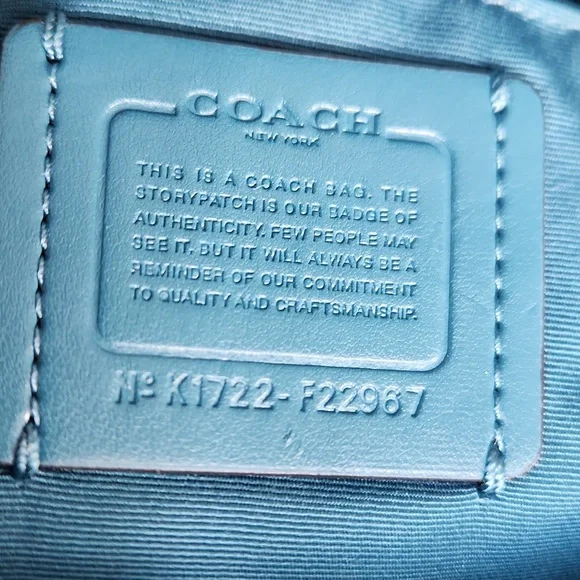 COACH
NEW YORK
THIS IS A COACH BAG. THE
STORYPATCH IS OUR BADGE OF
AUTHENTICITY. FEW PEOPLE MAY
SEE IT. BUT IT WILL ALWAYS BE A
REMINDER OF OUR COMMITMENT
TO QUALITY AND CRAFTSMANSHIP.
Nº K1722-F22967